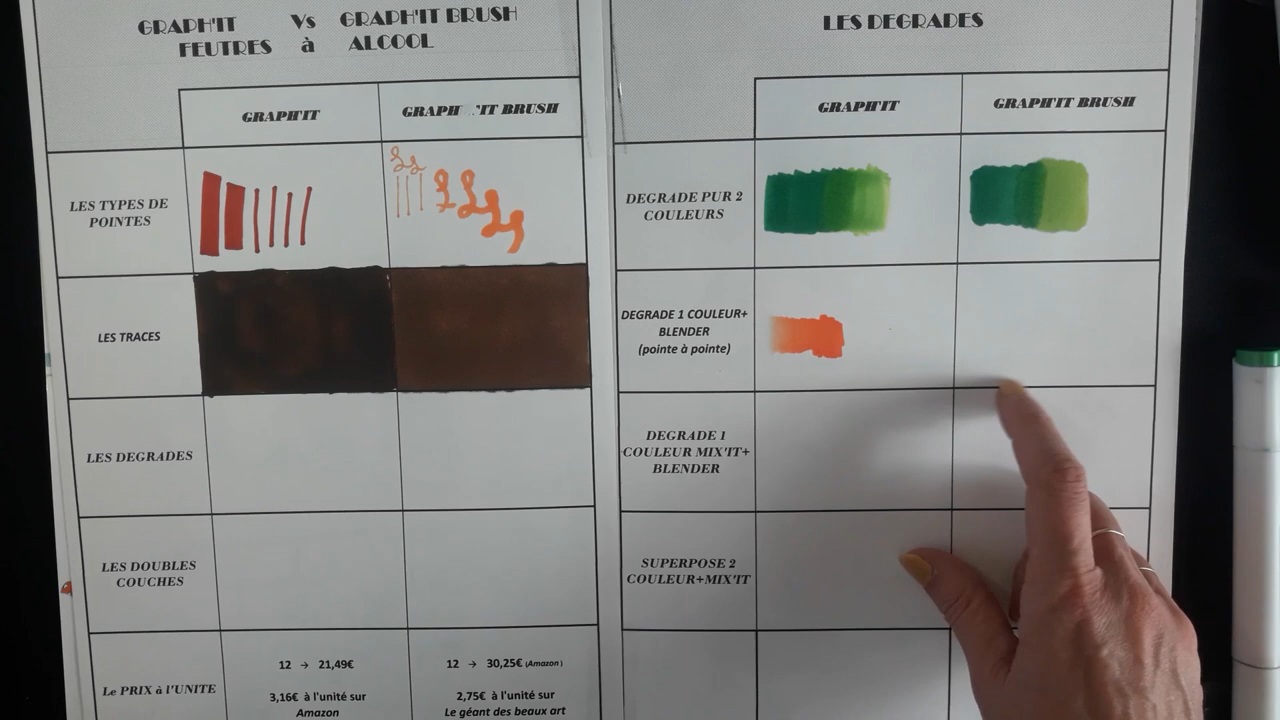 GRAPH'IT Vs GRAPH'IT BRUSH
FEUTRES à ALCOOL
GRAPH'IT
GRAPH 'IT BRUSH
LES TYPES DE
POINTES
LES TRACES
LES DEGRADES
LES DOUBLES
COUCHES
Le PRIX à l'UNITE
12 → 21,49€
3,16€ à l'unité sur
Amazon
12 → 30,25€ (Amazon)
2,75€ à l'unité sur
Le géant des beaux art
LES DEGRADES
GRAPH'IT
GRAPH'IT BRUSH
DEGRADE PUR 2
COULEURS
DEGRADE 1 COULEUR+
BLENDER
(pointe à pointe)
DEGRADE 1
COULEUR MIX'IT+
BLENDER
SUPERPOSE 2
COULEUR+MIX'IT